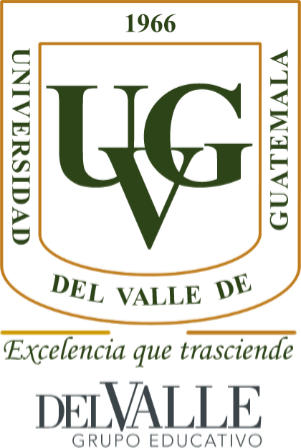 1966
UNIVERSIDAD
UVG
GUATEMALA
DEL VALLE DE
Excelencia que trasciende
DELVALLE
GRUPO EDUCATIVO